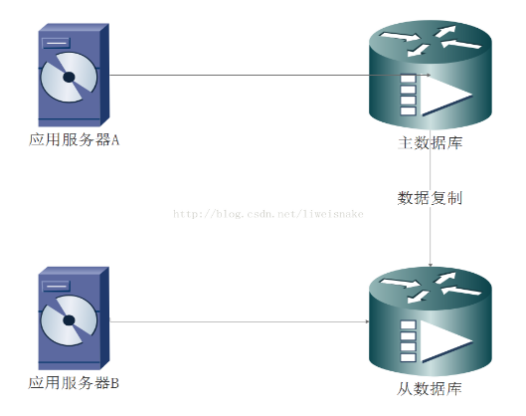 应用服务器A
主数据库
数据复制
http://blog.csdn.net/liweisnake
应用服务器B
从数据库